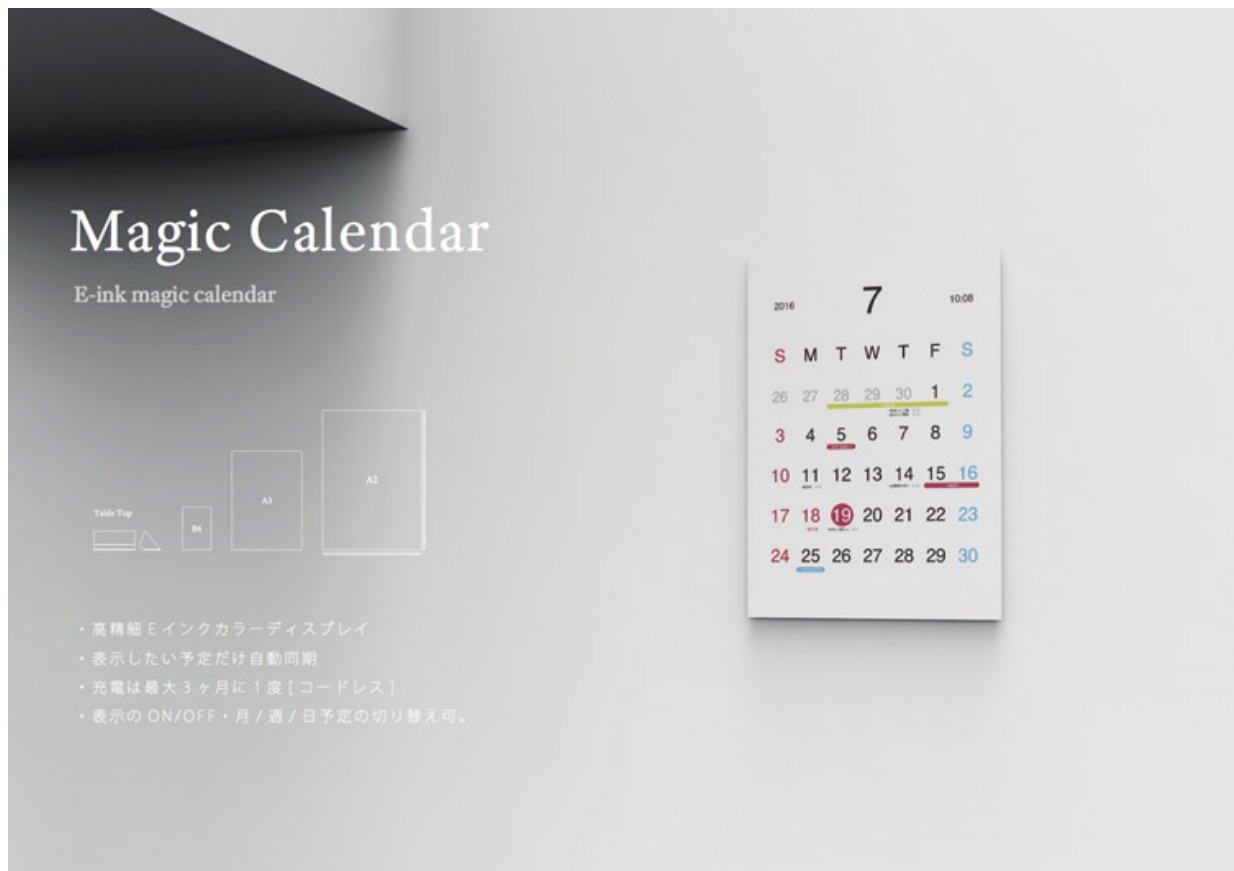 Magic Calendar
E-ink magic calendar
Table Top
B6
A3
A2
・高精細 E インクカラーディスプレイ
・表示したい予定だけ自動同期
・充電は最大 3 ヶ月に 1 度 [ コードレス ]
・表示の ON/OFF・月 / 週 / 日予定の切り替え可。
2016 7 10:08
S M T W T F S
26 27 28 29 30 1 2
3 4 5 6 7 8 9
10 11 12 13 14 15 16
17 18 19 20 21 22 23
24 25 26 27 28 29 30